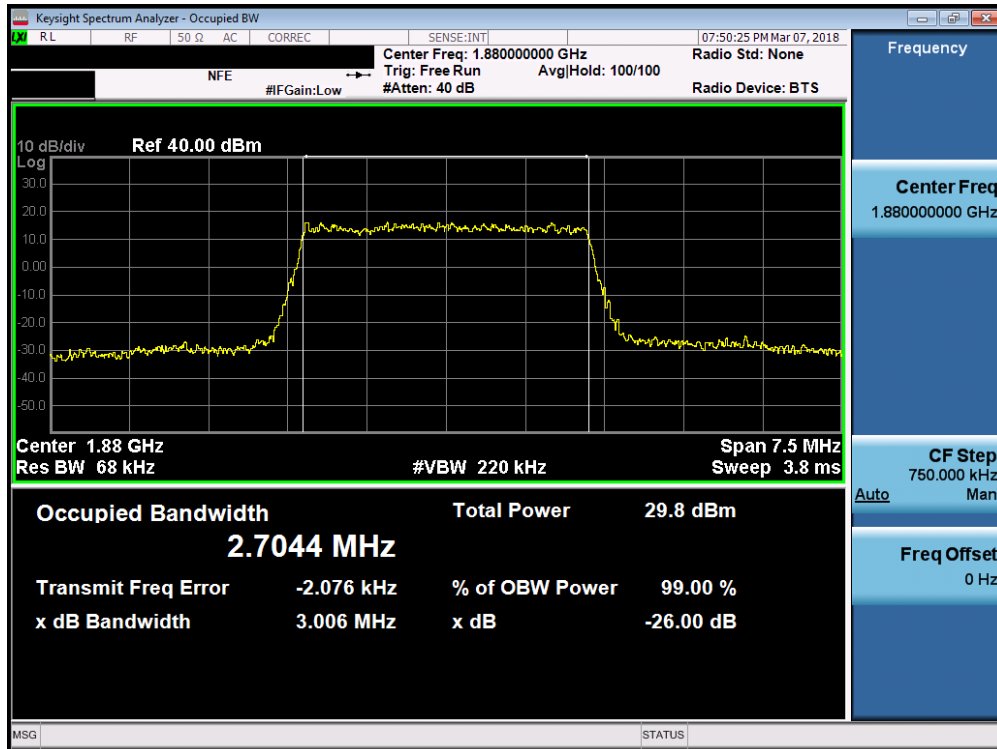 Keysight Spectrum Analyzer - Occupied BW
LXI RL RF 50 Ω AC CORREC SENSE:INT 07:50:25 PM Mar 07, 2018
Center Freq: 1.880000000 GHz Radio Std: None
NFE Trig: Free Run Avg|Hold: 100/100
#IFGain:Low #Atten: 40 dB Radio Device: BTS
Frequency
10 dB/div Ref 40.00 dBm
Log
30.0
20.0
10.0
0.00
-10.0
-20.0
-30.0
-40.0
-50.0
Center 1.88 GHz Span 7.5 MHz
Res BW 68 kHz #VBW 220 kHz Sweep 3.8 ms
Occupied Bandwidth Total Power 29.8 dBm
2.7044 MHz
Transmit Freq Error -2.076 kHz % of OBW Power 99.00 %
x dB Bandwidth 3.006 MHz x dB -26.00 dB
Center Freq
1.880000000 GHz
CF Step
750.000 kHz
Auto Man
Freq Offset
0 Hz
MSG STATUS